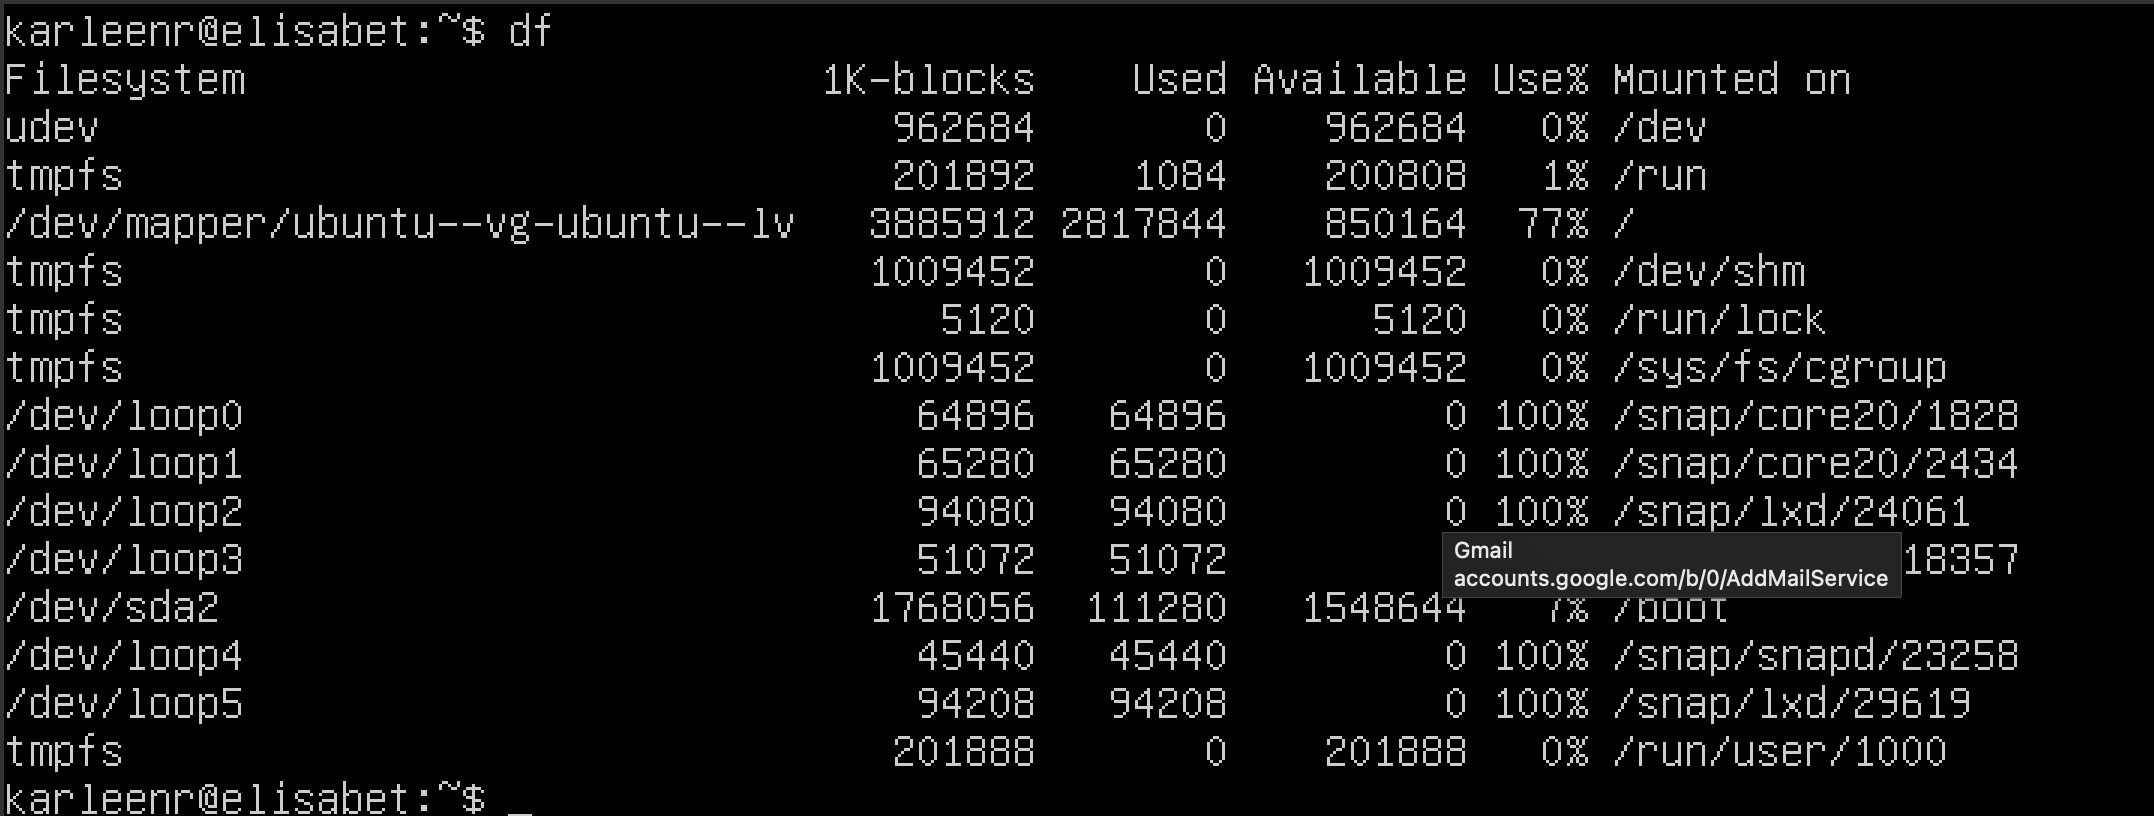 karleenr@elisabet:~$ df
Filesystem 1K-blocks Used Available Use% Mounted on
udev 962684 0 962684 0% /dev
tmpfs 201892 1084 200808 1% /run
/dev/mapper/ubuntu--vg-ubuntu--lv 3885912 2817844 850164 77% /
tmpfs 1009452 0 1009452 0% /dev/shm
tmpfs 5120 0 5120 0% /run/lock
tmpfs 1009452 0 1009452 0% /sys/fs/cgroup
/dev/loop0 64896 64896 0 100% /snap/core20/1828
/dev/loop1 65280 65280 0 100% /snap/core20/2434
/dev/loop2 94080 94080 0 100% /snap/lxd/24061
Gmail
/dev/loop3 51072 51072 18357
accounts.google.com/b/0/AddMailService
/dev/sda2 1768056 111280 1548644 7% /boot
/dev/loop4 45440 45440 0 100% /snap/snapd/23258
/dev/loop5 94208 94208 0 100% /snap/lxd/29619
tmpfs 201888 0 201888 0% /run/user/1000
karleenr@elisabet:~$ _